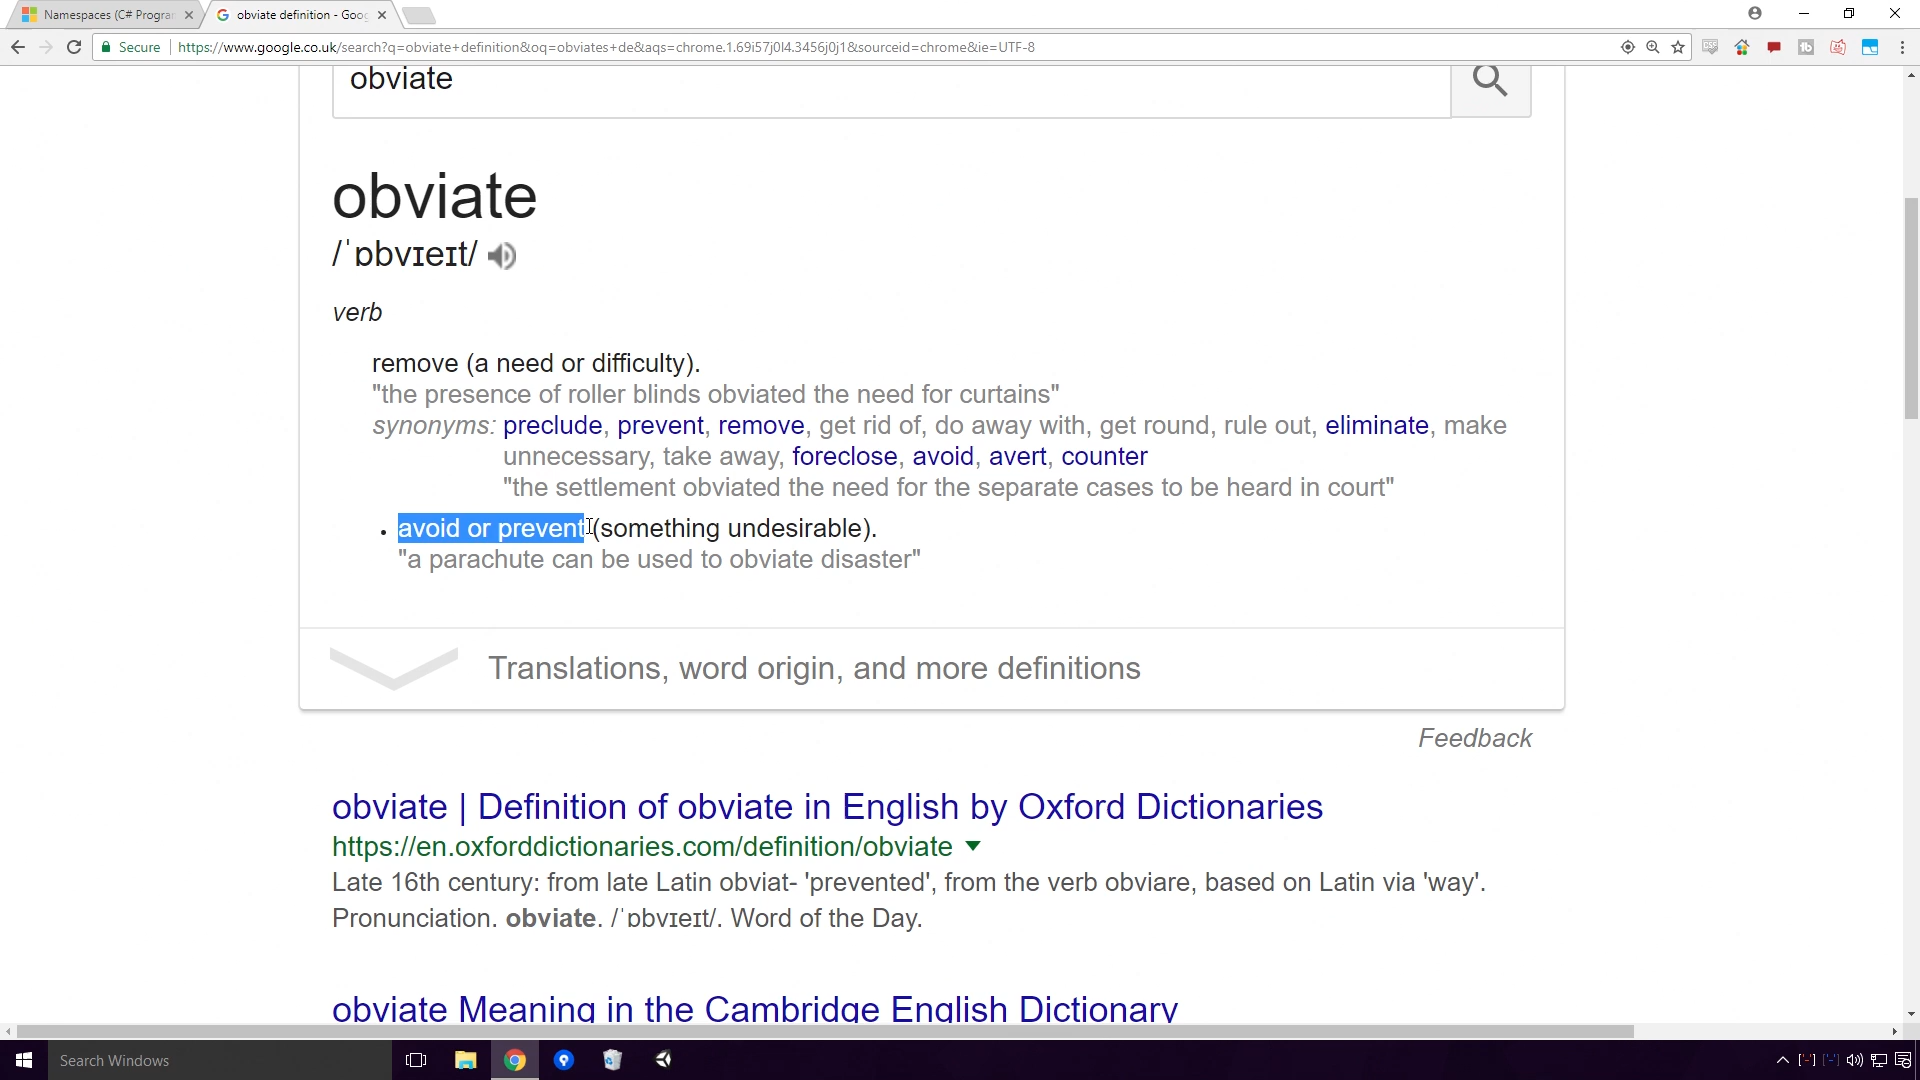 Namespaces (C# Progra
obviate definition - Goo
Secure
https://www.google.co.uk/search?q=obviate+definition&oq=obviates+de&aqs=chrome.1.69i57j0l4.3456j0j1&sourceid=chrome&ie=UTF-8
obviate
obviate
/ˈɒbvɪeɪt/
verb
remove (a need or difficulty).
"the presence of roller blinds obviated the need for curtains"
synonyms: preclude, prevent, remove, get rid of, do away with, get round, rule out, eliminate, make
unnecessary, take away, foreclose, avoid, avert, counter
"the settlement obviated the need for the separate cases to be heard in court"
• avoid or prevent (something undesirable).
"a parachute can be used to obviate disaster"
Translations, word origin, and more definitions
Feedback
obviate | Definition of obviate in English by Oxford Dictionaries
https://en.oxforddictionaries.com/definition/obviate
Late 16th century: from late Latin obviat- 'prevented', from the verb obviare, based on Latin via 'way'.
Pronunciation. obviate. /ˈɒbvɪeɪt/. Word of the Day.
obviate Meaning in the Cambridge English Dictionary
Search Windows